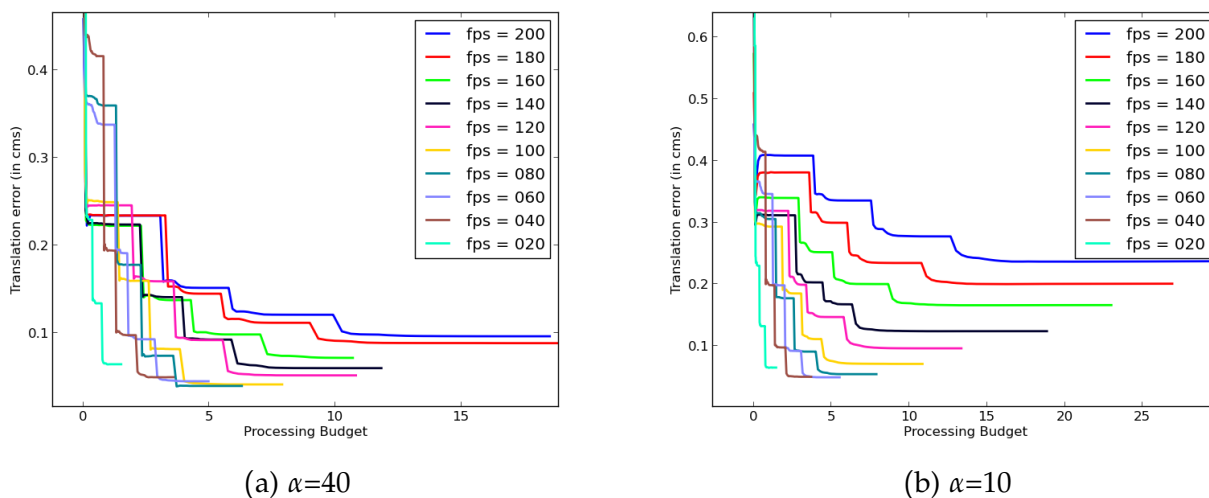 Translation error (in cms)
0.4
0.3
0.2
0.1
0
5
10
15
Processing Budget
fps = 200
fps = 180
fps = 160
fps = 140
fps = 120
fps = 100
fps = 080
fps = 060
fps = 040
fps = 020
(a) α=40
Translation error (in cms)
0.6
0.5
0.4
0.3
0.2
0.1
0
5
10
15
20
25
Processing Budget
fps = 200
fps = 180
fps = 160
fps = 140
fps = 120
fps = 100
fps = 080
fps = 060
fps = 040
fps = 020
(b) α=10